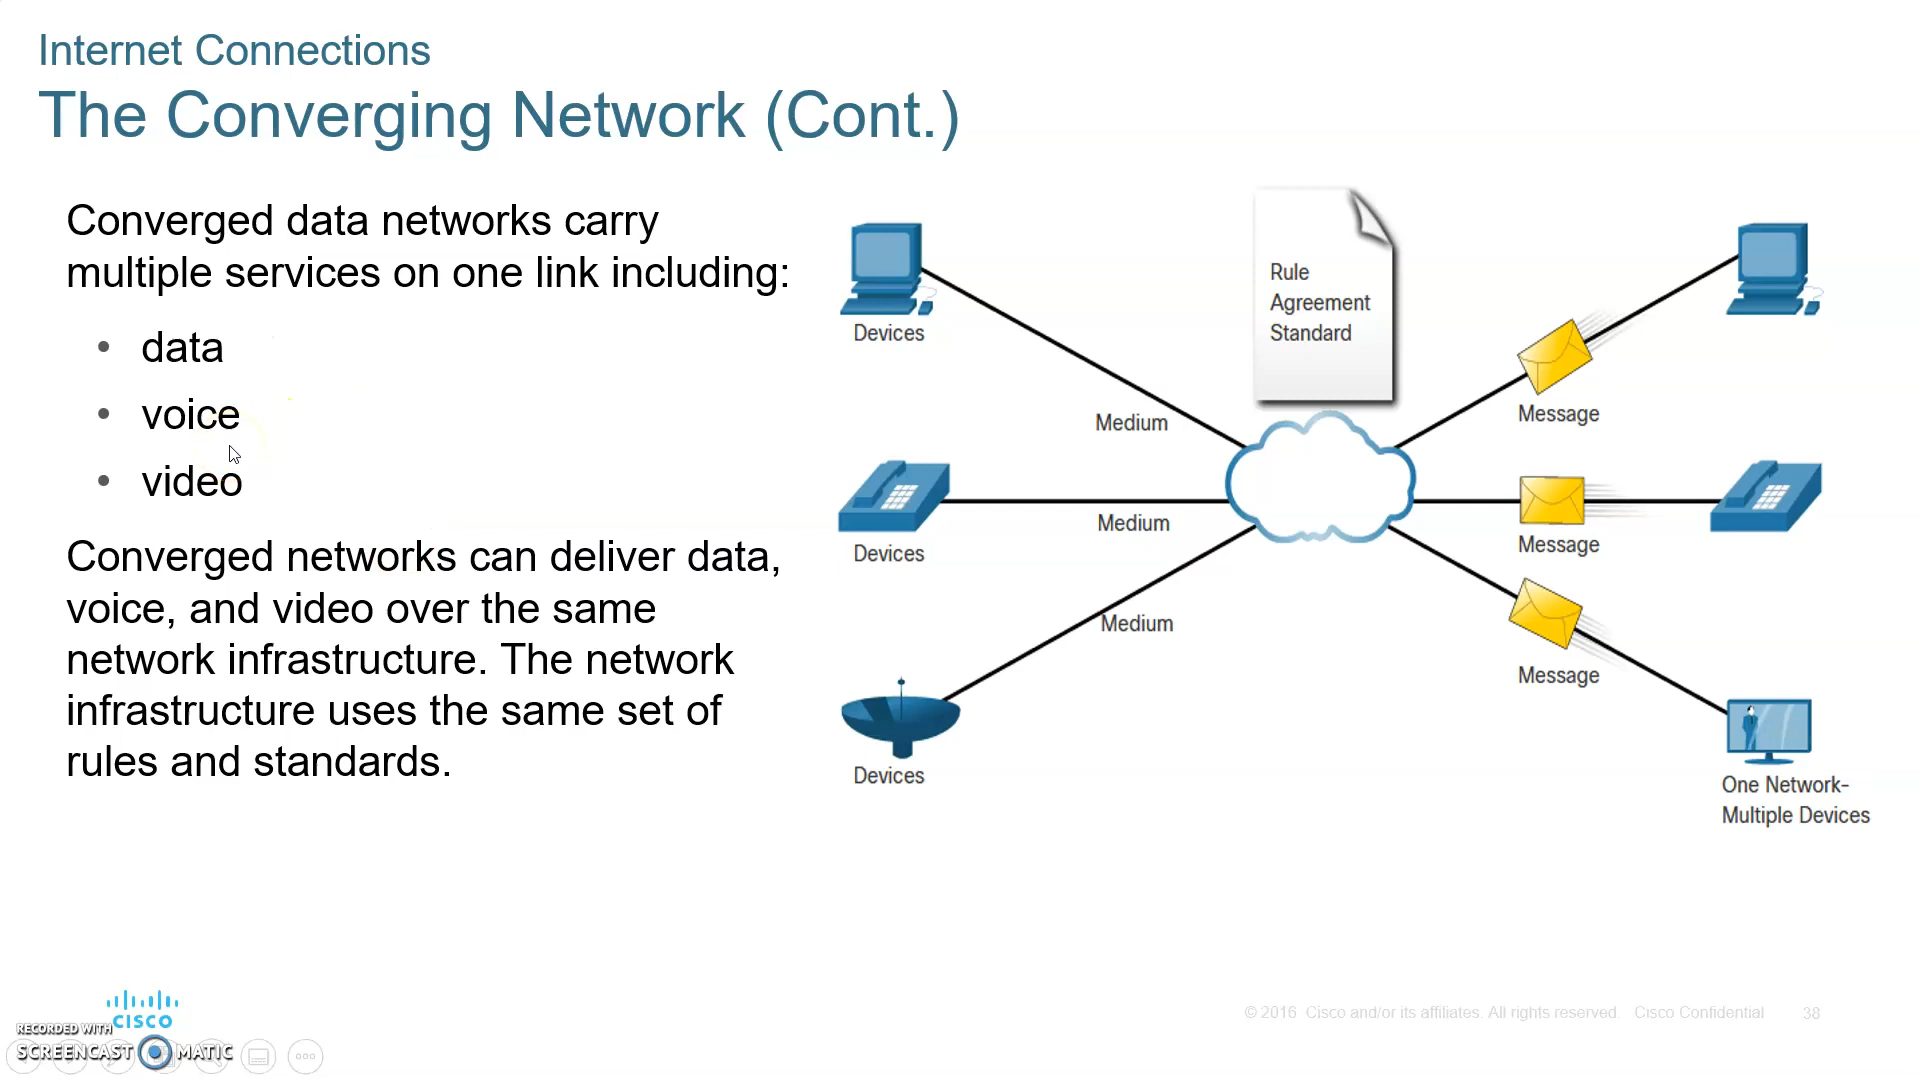 Internet Connections
The Converging Network (Cont.)
Converged data networks carry
multiple services on one link including:
• data
• voice
• video
Converged networks can deliver data,
voice, and video over the same
network infrastructure. The network
infrastructure uses the same set of
rules and standards.
Devices
Medium
Devices
Medium
Devices
Medium
Rule
Agreement
Standard
Message
Message
Message
One Network-
Multiple Devices
CISCO
RECORDED WITH
SCREENCAST MATIC
© 2016 Cisco and/or its affiliates. All rights reserved. Cisco Confidential 38